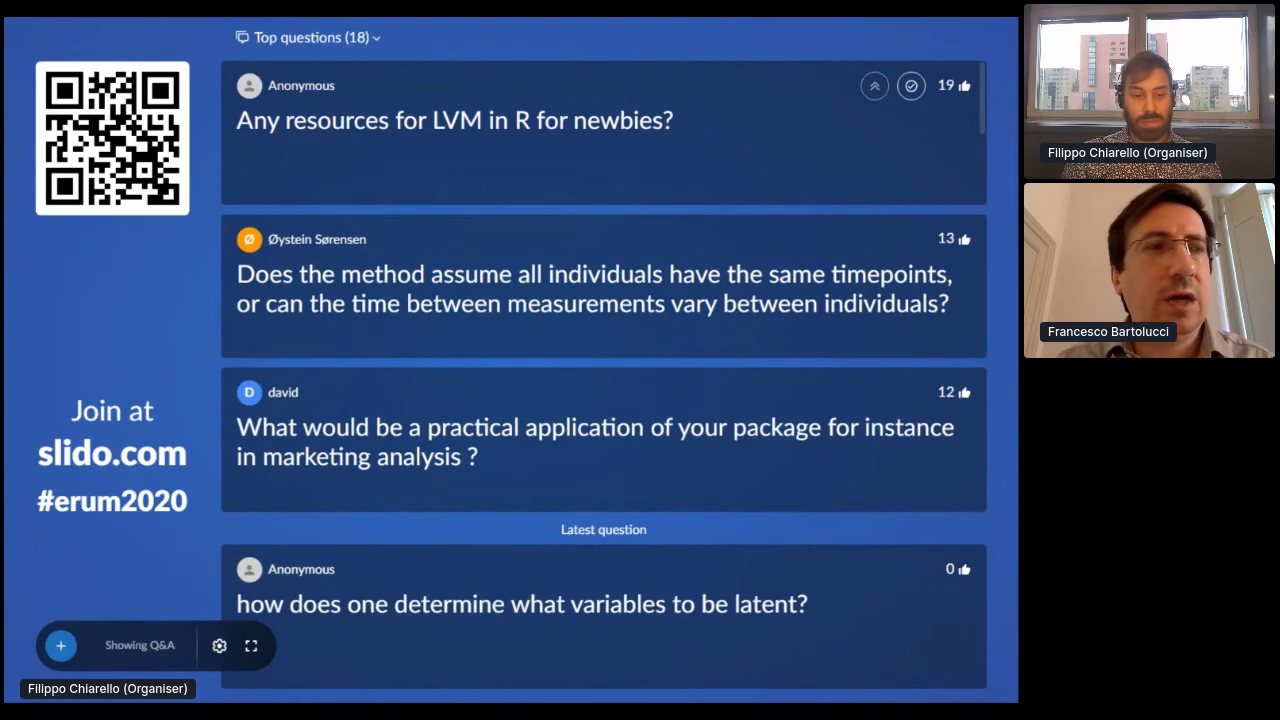 Top questions (18)
Anonymous
19
Any resources for LVM in R for newbies?
Ø
Øystein Sørensen
13
Does the method assume all individuals have the same timepoints,
or can the time between measurements vary between individuals?
D
david
12
What would be a practical application of your package for instance
in marketing analysis ?
Latest question
Anonymous
0
how does one determine what variables to be latent?
Join at
slido.com
#erum2020
Showing Q&A
Filippo Chiarello (Organiser)
Filippo Chiarello (Organiser)
Francesco Bartolucci